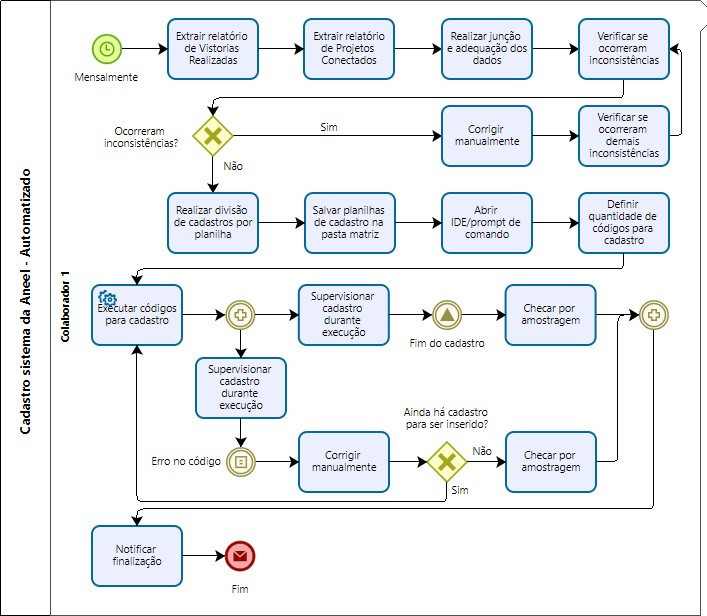 Cadastro sistema da Aneel - Automatizado
Colaborador 1
Mensalmente
Extrair relatório
de Vistorias
Realizadas
Extrair relatório
de Projetos
Conectados
Realizar junção
e adequação dos
dados
Verificar se
ocorreram
inconsistências
Ocorreram
inconsistências?
Sim
Não
Corrigir
manualmente
Verificar se
ocorreram
demais
inconsistências
Realizar divisão
de cadastros por
planilha
Salvar planilhas
de cadastro na
pasta matriz
Abrir
IDE/prompt de
comando
Definir
quantidade de
códigos para
cadastro
Executar códigos
para cadastro
Supervisionar
cadastro
durante
execução
Fim do cadastro
Checar por
amostragem
Supervisionar
cadastro
durante
execução
Erro no código
Corrigir
manualmente
Ainda há cadastro
para ser inserido?
Não
Sim
Checar por
amostragem
Notificar
finalização
Fim